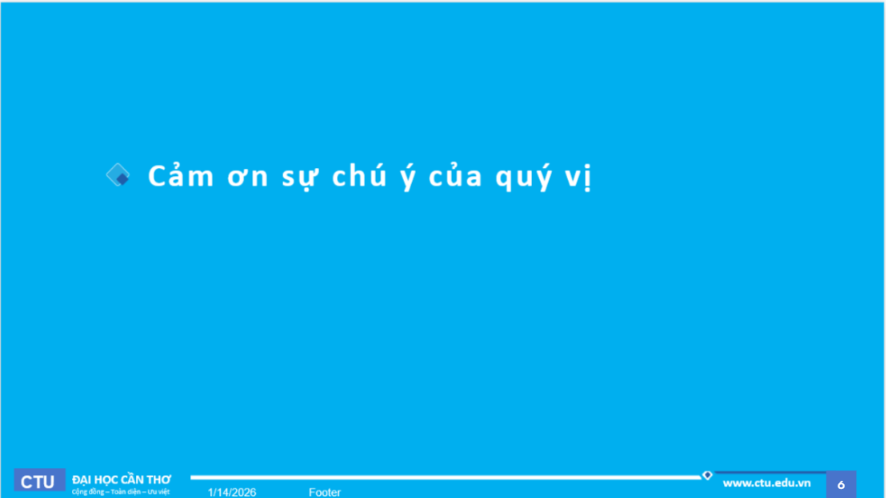 Cảm ơn sự chú ý của quý vị
CTU
ĐẠI HỌC CẦN THƠ
Cộng đồng – Toàn diện – Ưu việt
1/14/2026
Footer
www.ctu.edu.vn
6